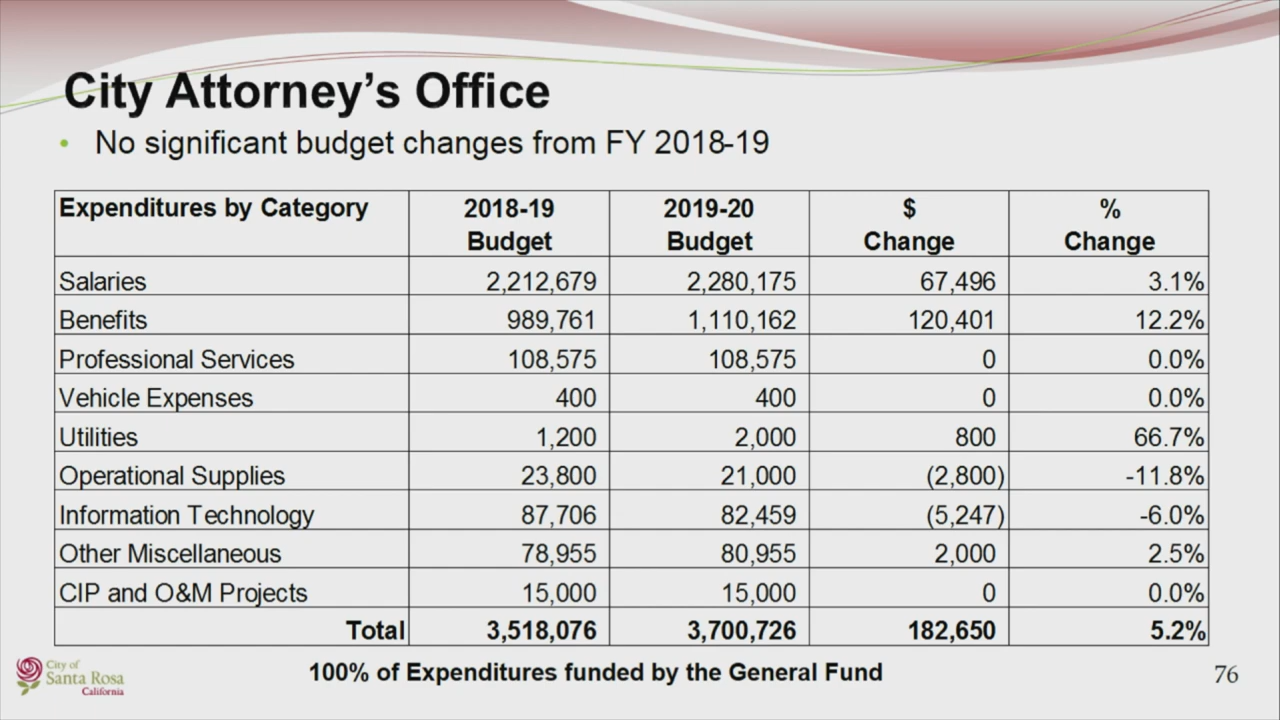 City Attorney's Office
• No significant budget changes from FY 2018-19
Expenditures by Category 2018-19 Budget 2019-20 Budget $ Change % Change
Salaries 2,212,679 2,280,175 67,496 3.1%
Benefits 989,761 1,110,162 120,401 12.2%
Professional Services 108,575 108,575 0 0.0%
Vehicle Expenses 400 400 0 0.0%
Utilities 1,200 2,000 800 66.7%
Operational Supplies 23,800 21,000 (2,800) -11.8%
Information Technology 87,706 82,459 (5,247) -6.0%
Other Miscellaneous 78,955 80,955 2,000 2.5%
CIP and O&M Projects 15,000 15,000 0 0.0%
Total 3,518,076 3,700,726 182,650 5.2%
100% of Expenditures funded by the General Fund
City of
Santa Rosa
California
76